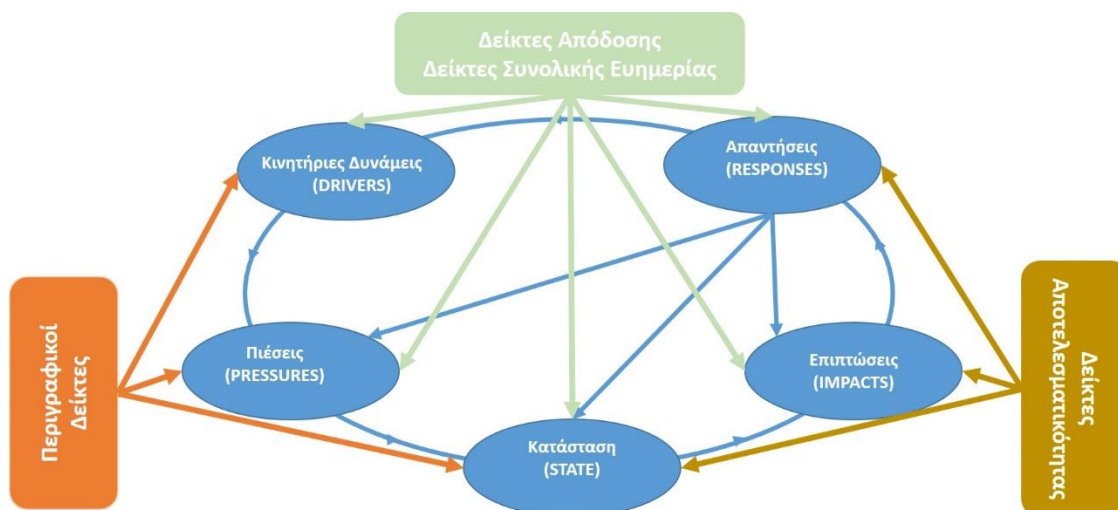 Δείκτες Απόδοσης
Δείκτες Συνολικής Ευημερίας
Κινητήριες Δυνάμεις
(DRIVERS)
Απαντήσεις
(RESPONSES)
Περιγραφικοί
Δείκτες
Πιέσεις
(PRESSURES)
Επιπτώσεις
(IMPACTS)
Δείκτες
Αποτελεσματικότητας
Κατάσταση
(STATE)